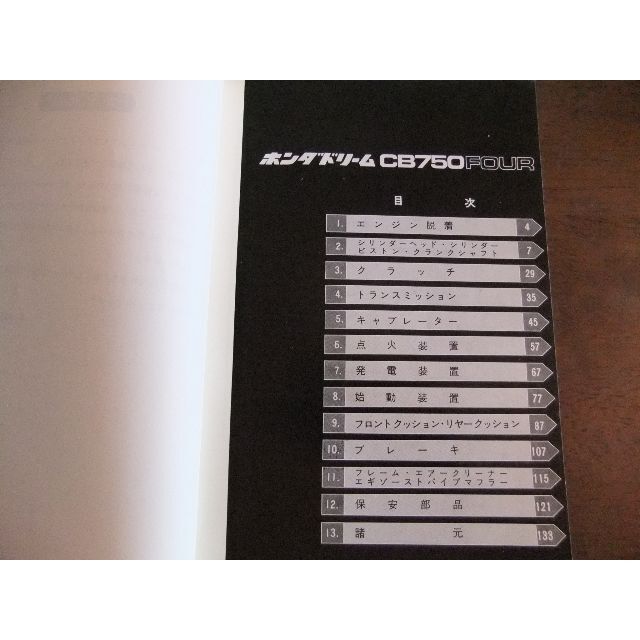 ホンダドリーム CB750 FOUR
目次
1. エンジン脱着 4
2. シリンダーヘッド・シリンダー
ピストン・クランクシャフト 7
3. クラッチ 29
4. トランスミッション 35
5. キャブレーター 45
6. 点火装置 57
7. 発電装置 67
8. 始動装置 77
9. フロントクッション・リヤークッション 87
10. ブレーキ 107
11. フレーム・エアークリーナー
エギゾーストパイプマフラー 115
12. 保安部品 121
13. 諸元 133